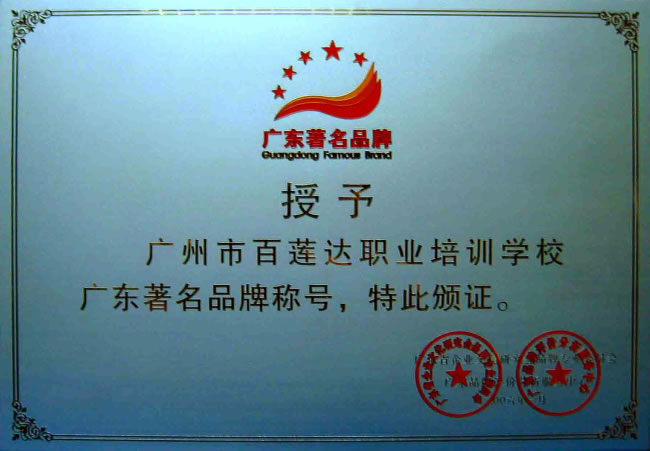 广东著名品牌
Guangdong Famous Brand
授予
广州市百莲达职业培训学校
广东著名品牌称号，特此颁证。